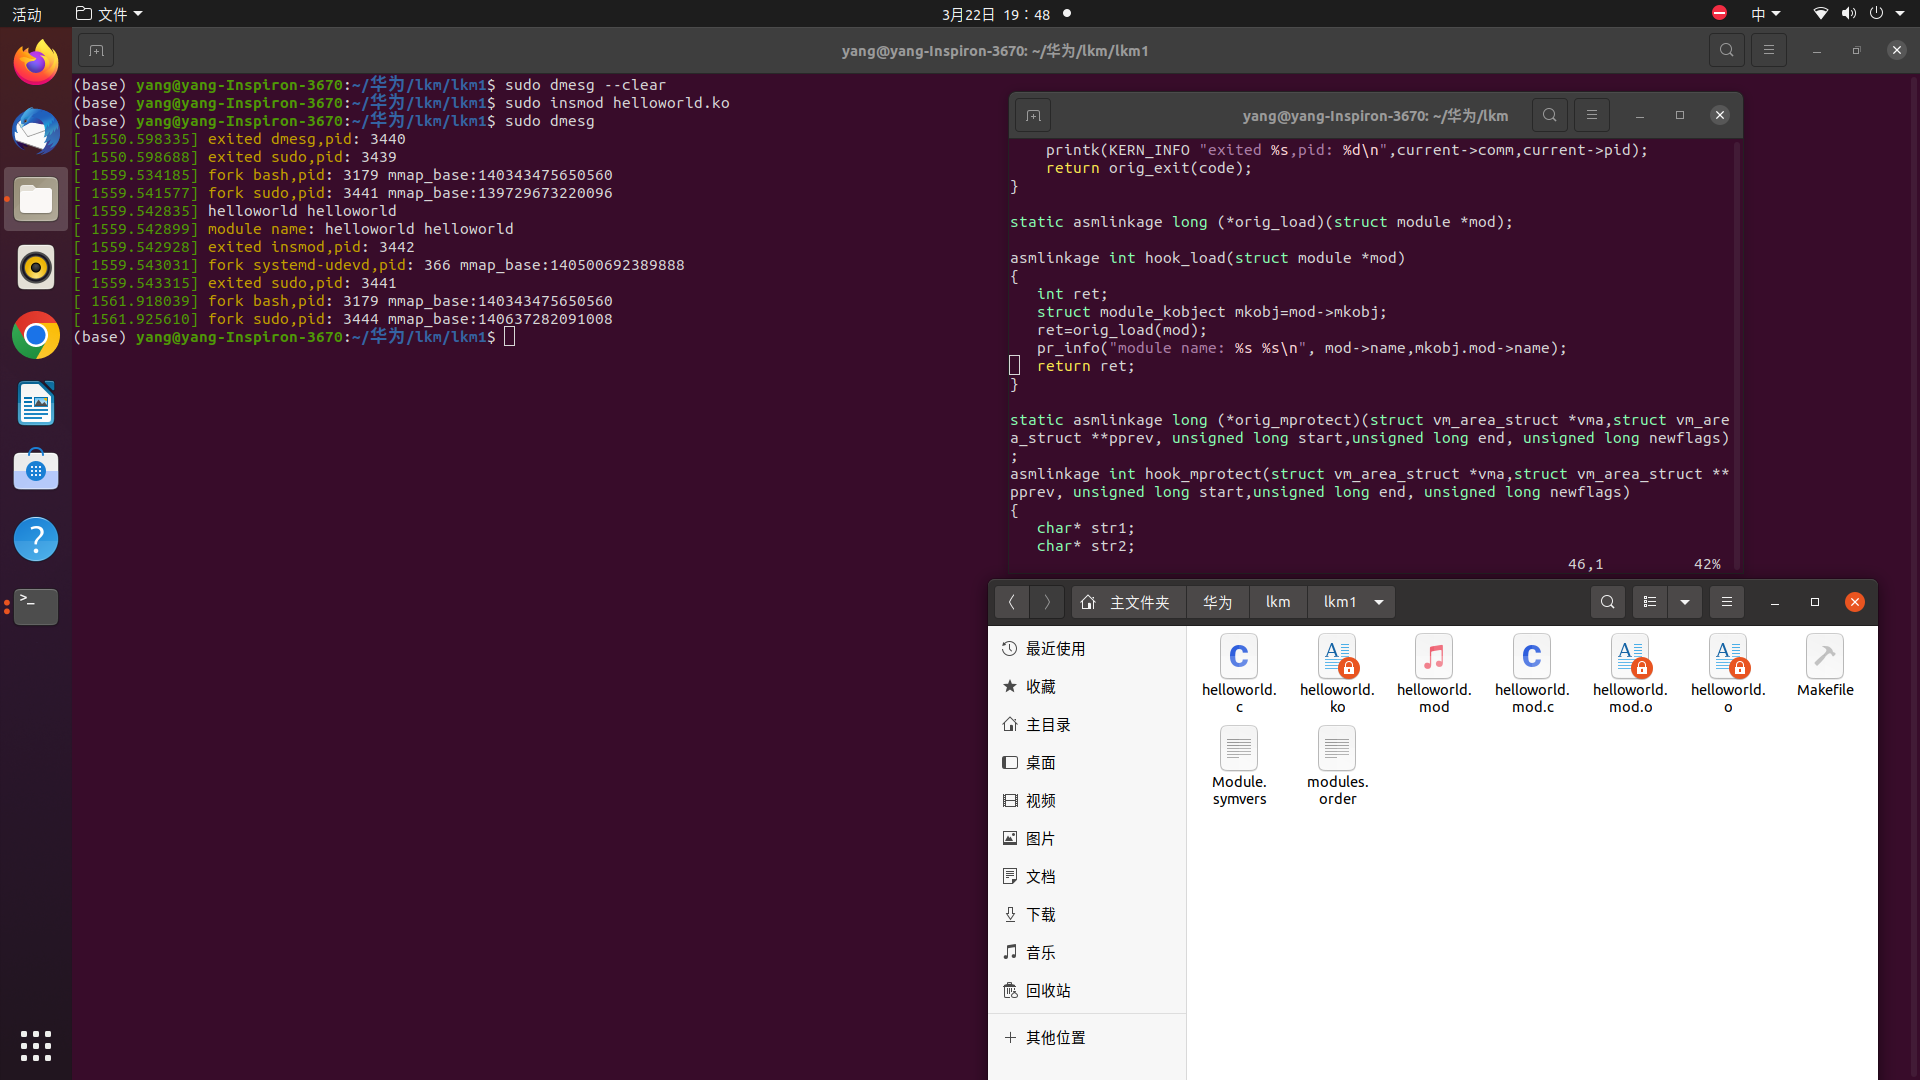 活动
文件
3月22日 19：48
中
yang@yang-Inspiron-3670: ~/华为/lkm/lkm1
(base) yang@yang-Inspiron-3670:~/华为/lkm/lkm1$ sudo dmesg --clear
(base) yang@yang-Inspiron-3670:~/华为/lkm/lkm1$ sudo insmod helloworld.ko
(base) yang@yang-Inspiron-3670:~/华为/lkm/lkm1$ sudo dmesg
[ 1550.598335] exited dmesg,pid: 3440
[ 1550.598688] exited sudo,pid: 3439
[ 1559.534185] fork bash,pid: 3179 mmap_base:140343475650560
[ 1559.541577] fork sudo,pid: 3441 mmap_base:139729673220096
[ 1559.542835] helloworld helloworld
[ 1559.542899] module name: helloworld helloworld
[ 1559.542928] exited insmod,pid: 3442
[ 1559.543031] fork systemd-udevd,pid: 366 mmap_base:140500692389888
[ 1559.543315] exited sudo,pid: 3441
[ 1561.918039] fork bash,pid: 3179 mmap_base:140343475650560
[ 1561.925610] fork sudo,pid: 3444 mmap_base:140637282091008
(base) yang@yang-Inspiron-3670:~/华为/lkm/lkm1$
yang@yang-Inspiron-3670: ~/华为/lkm
printk(KERN_INFO "exited %s,pid: %d\n",current->comm,current->pid);
return orig_exit(code);
}
static asmlinkage long (*orig_load)(struct module *mod);
asmlinkage int hook_load(struct module *mod)
{
int ret;
struct module_kobject mkobj=mod->mkobj;
ret=orig_load(mod);
pr_info("module name: %s %s\n", mod->name,mkobj.mod->name);
return ret;
}
static asmlinkage long (*orig_mprotect)(struct vm_area_struct *vma,struct vm_are
a_struct **pprev, unsigned long start,unsigned long end, unsigned long newflags)
;
asmlinkage int hook_mprotect(struct vm_area_struct *vma,struct vm_area_struct **
pprev, unsigned long start,unsigned long end, unsigned long newflags)
{
char* str1;
char* str2;
46,1 42%
主文件夹 华为 lkm lkm1
最近使用
收藏
主目录
桌面
视频
图片
文档
下载
音乐
回收站
其他位置
helloworld.
c
helloworld.
ko
helloworld.
mod
helloworld.
mod.c
helloworld.
mod.o
helloworld.
o
Makefile
Module.
symvers
modules.
order